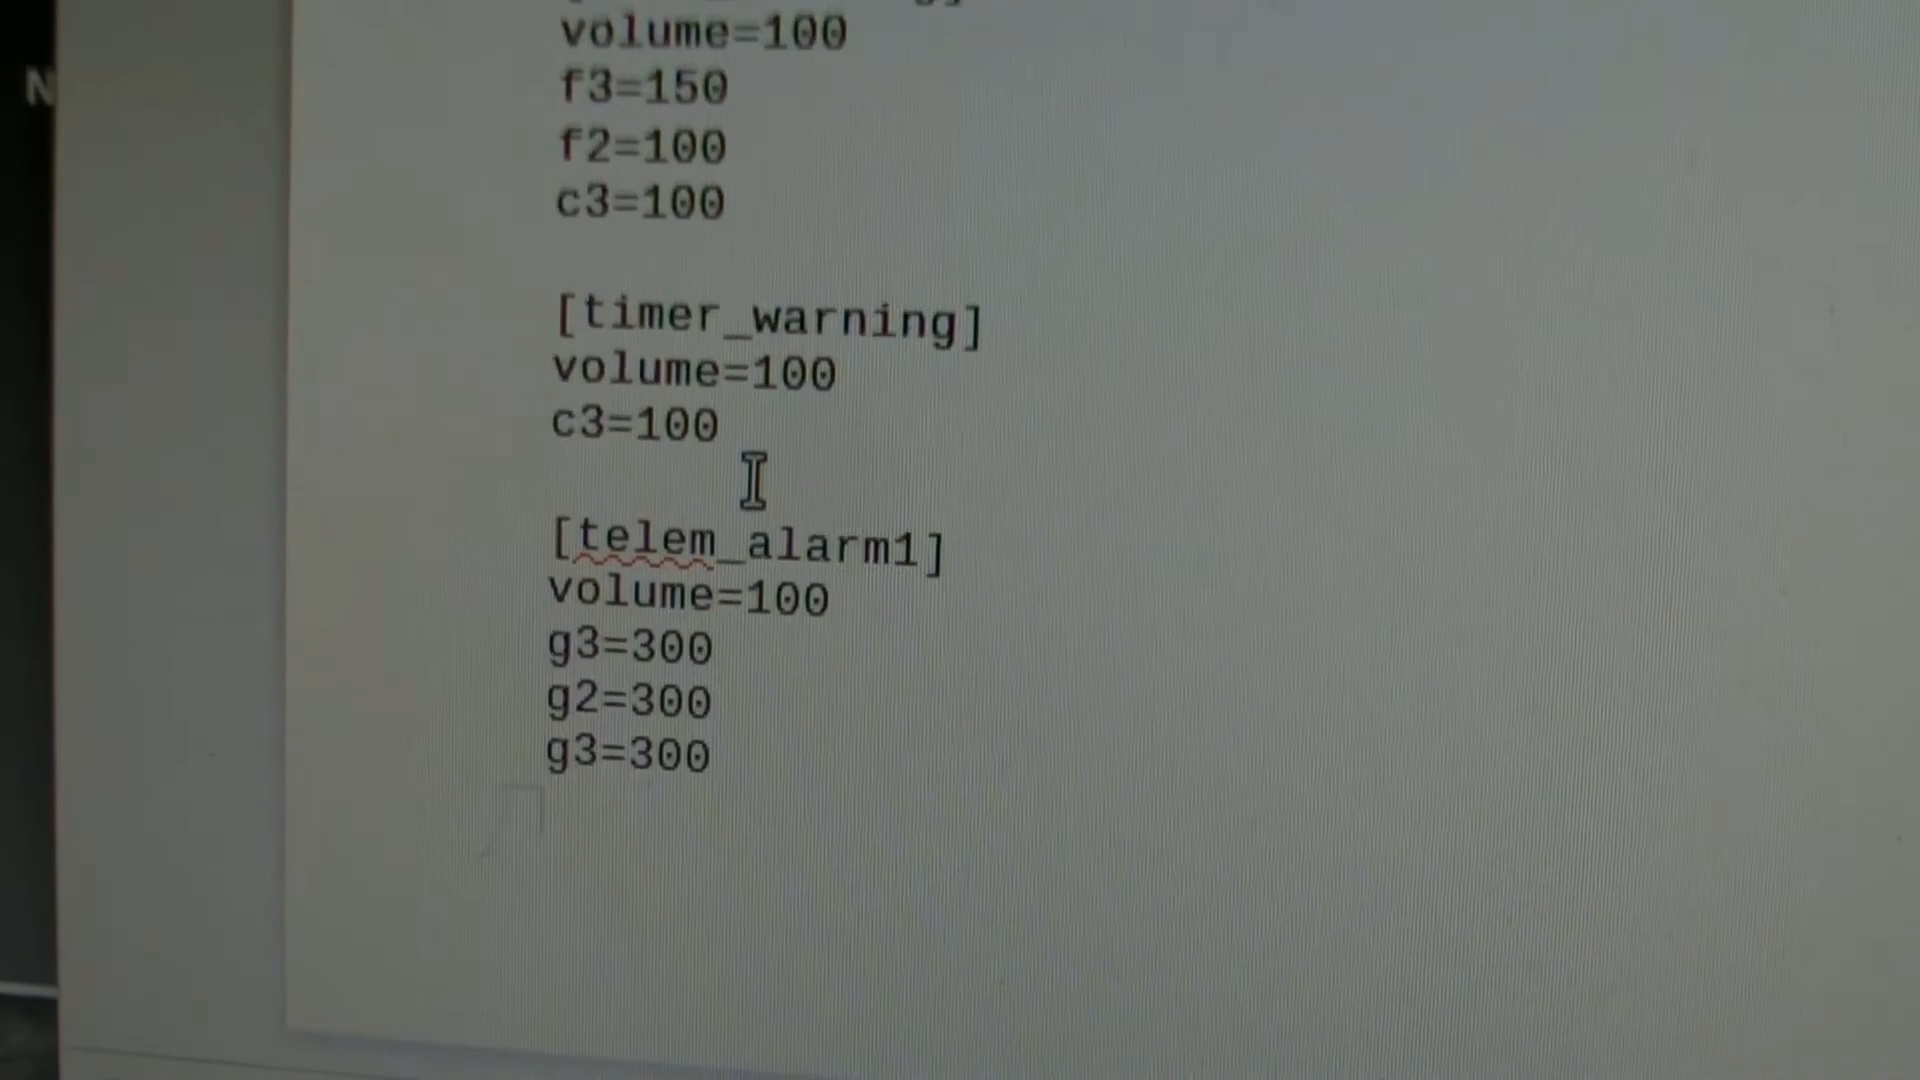 N
volume=100
f3=150
f2=100
c3=100
[timer_warning]
volume=100
c3=100
[telem_alarm1]
volume=100
g3=300
g2=300
g3=300